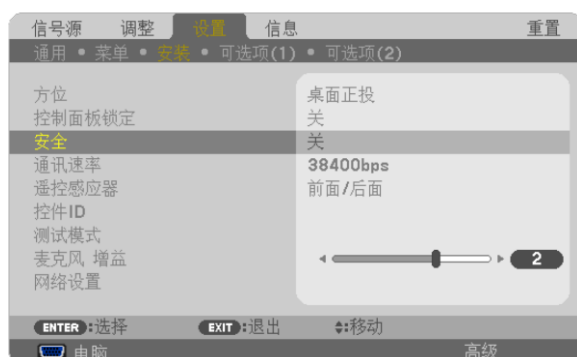 信号源 调整 设置 信息 重置
通用 • 菜单 • 安装 • 可选项(1) • 可选项(2)
方位 桌面正投
控制面板锁定 关
安全 关
通讯速率 38400bps
遥控感应器 前面/后面
控件ID
测试模式
麦克风 增益 2
网络设置
ENTER:选择 EXIT:退出 :移动
电脑 高级